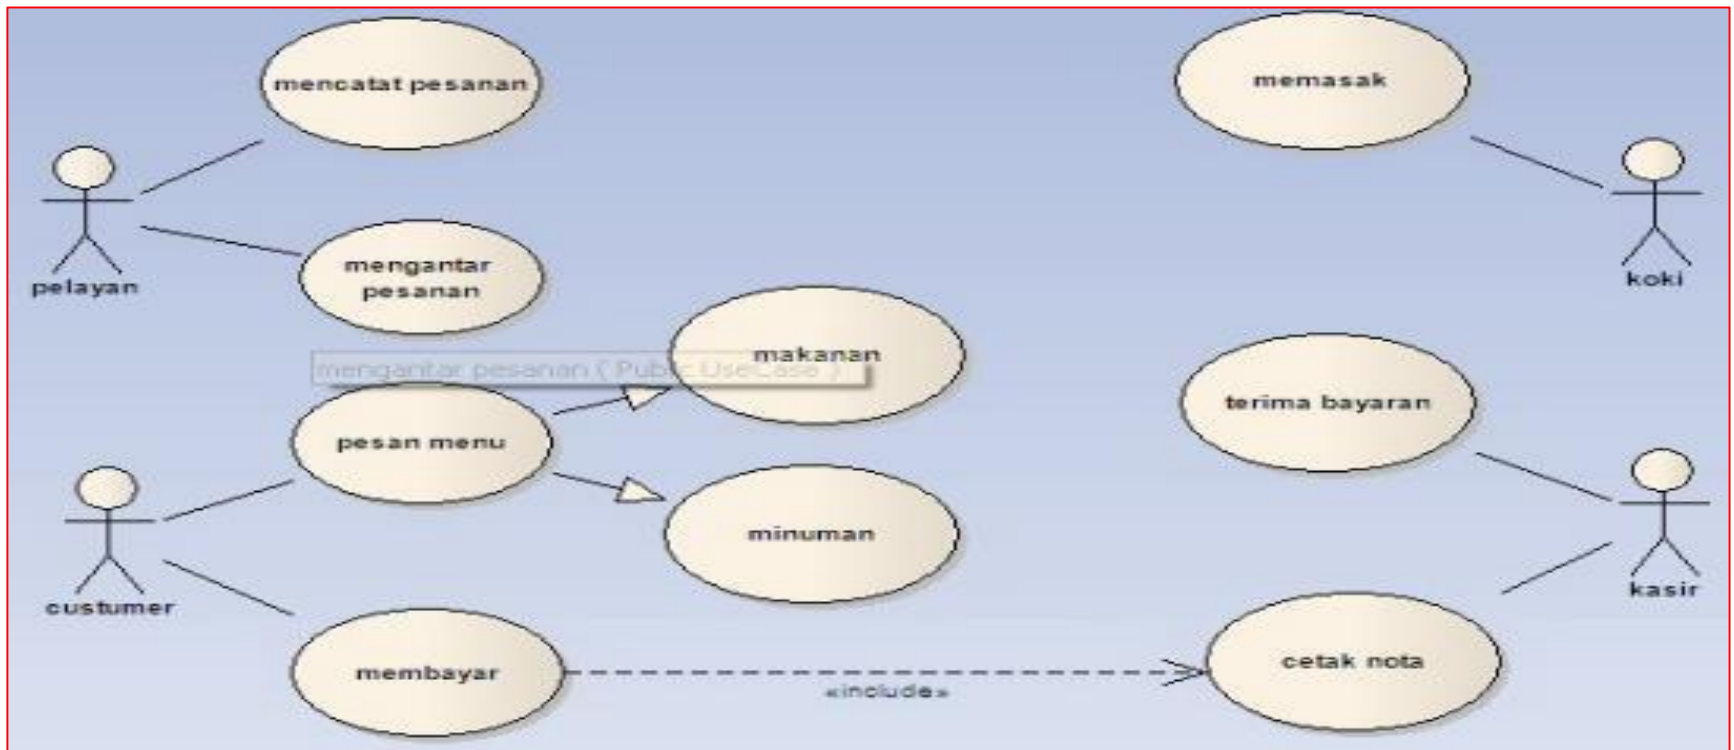 mencatat pesanan
memasak
pelayan
koki
mengantar
pesanan
makanan
mengantar pesanan ( Public UseCase )
terima bayaran
pesan menu
minuman
custumer
kasir
membayar
«include»
cetak nota